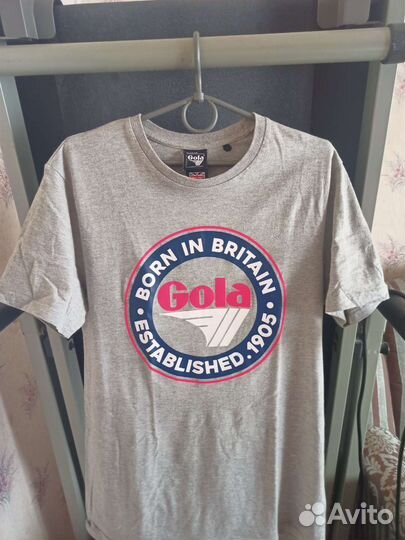 Gola
BORN IN BRITAIN
Gola
ESTABLISHED.1905
Avito